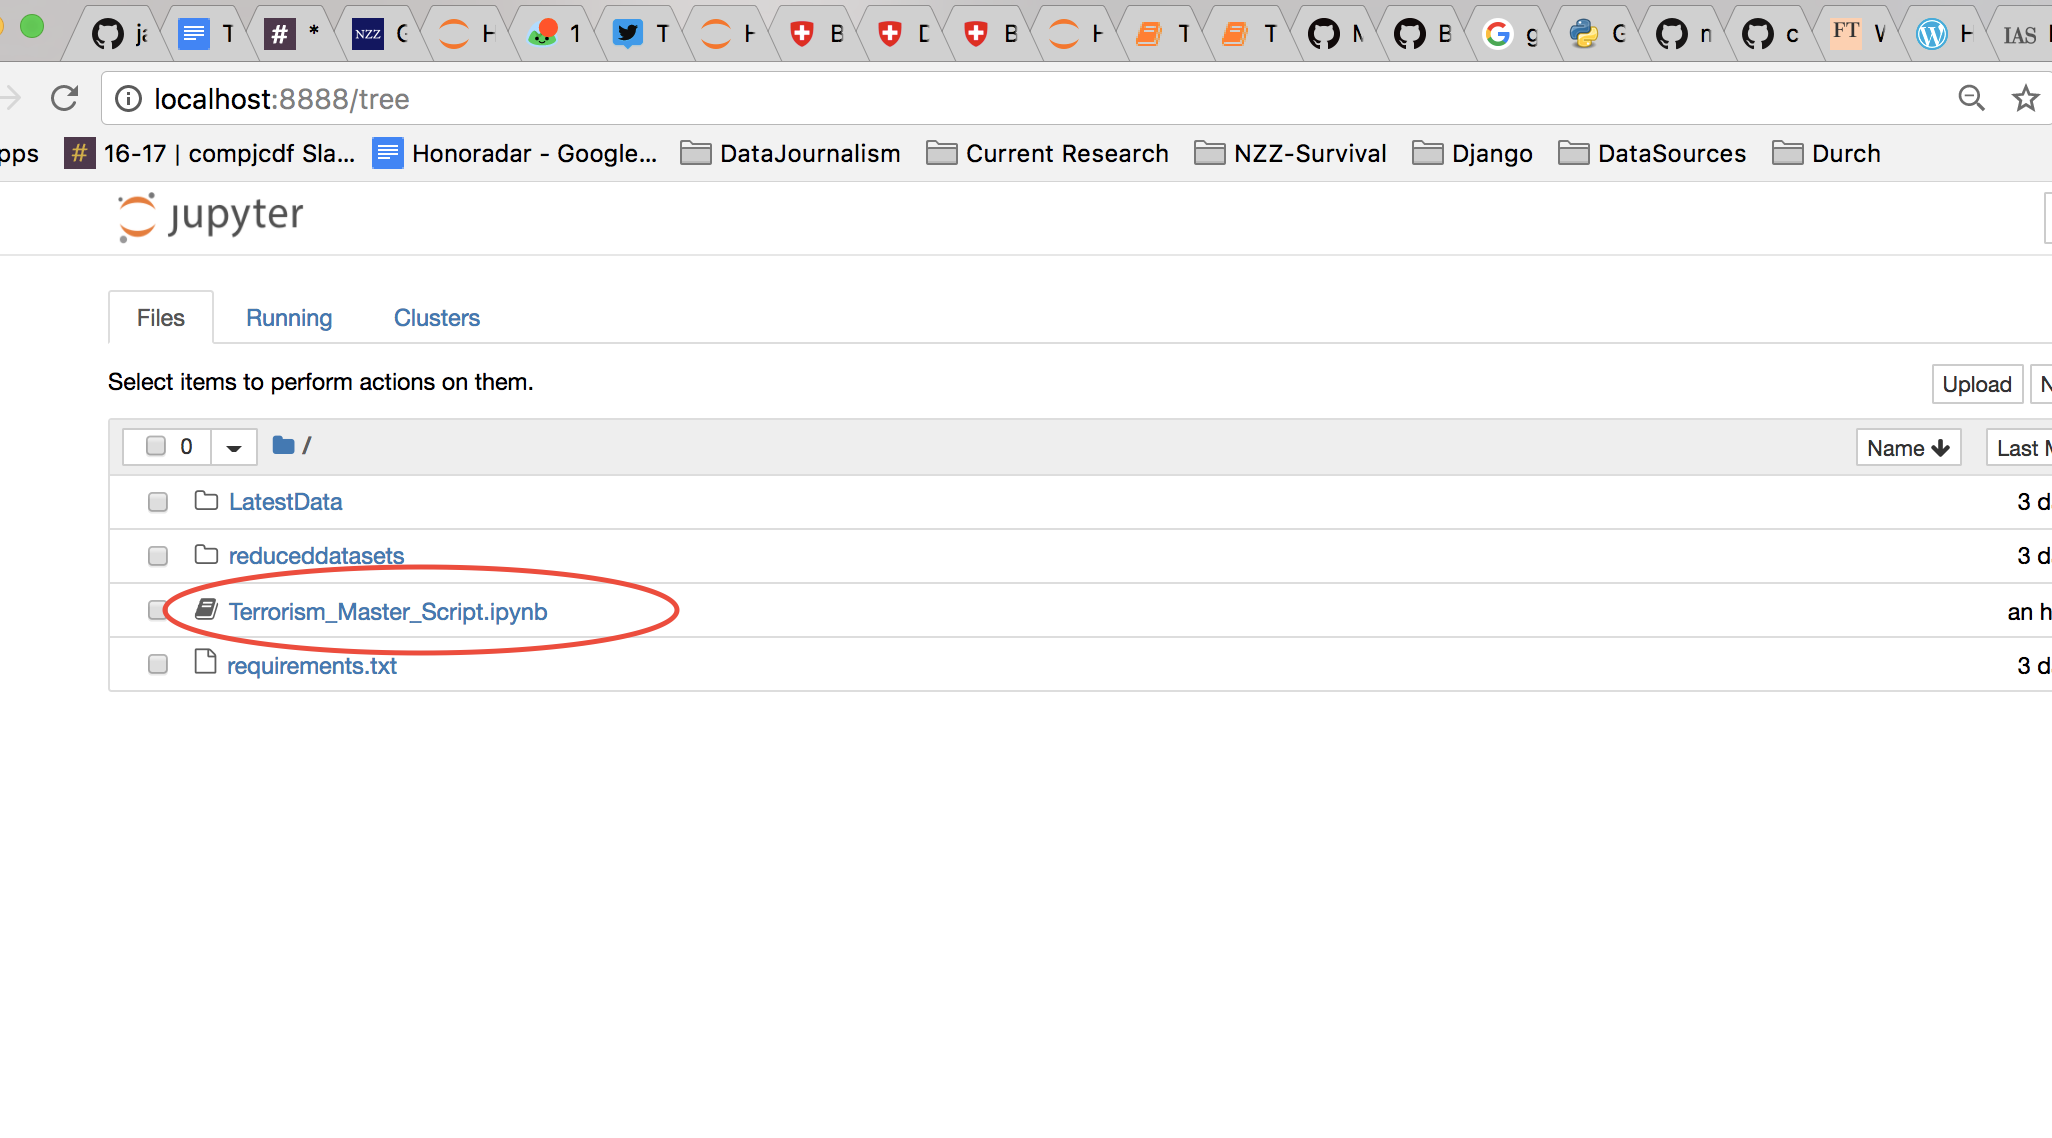 ja T # * NZZ G H 1 T H B D B H T T M B g G n c FT W H IAS
localhost:8888/tree
pps # 16-17 | compjcdf Sla... Honoradar - Google... DataJournalism Current Research NZZ-Survival Django DataSources Durch
jupyter
Files Running Clusters
Select items to perform actions on them.
Upload N
0 / Name Last M
LatestData 3 d
reduceddatasets 3 d
Terrorism_Master_Script.ipynb an h
requirements.txt 3 d